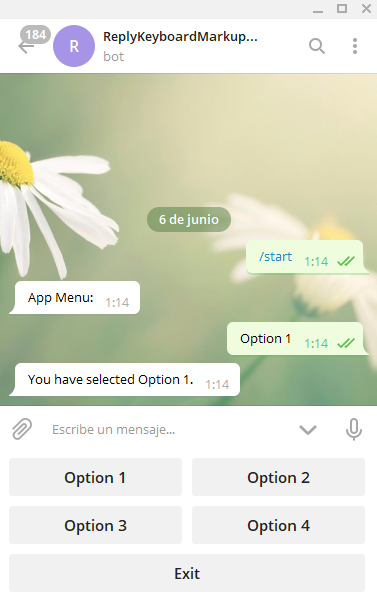 184
R
ReplyKeyboardMarkup...
bot
6 de junio
/start 1:14
App Menu: 1:14
Option 1 1:14
You have selected Option 1. 1:14
Escribe un mensaje...
Option 1 Option 2
Option 3 Option 4
Exit